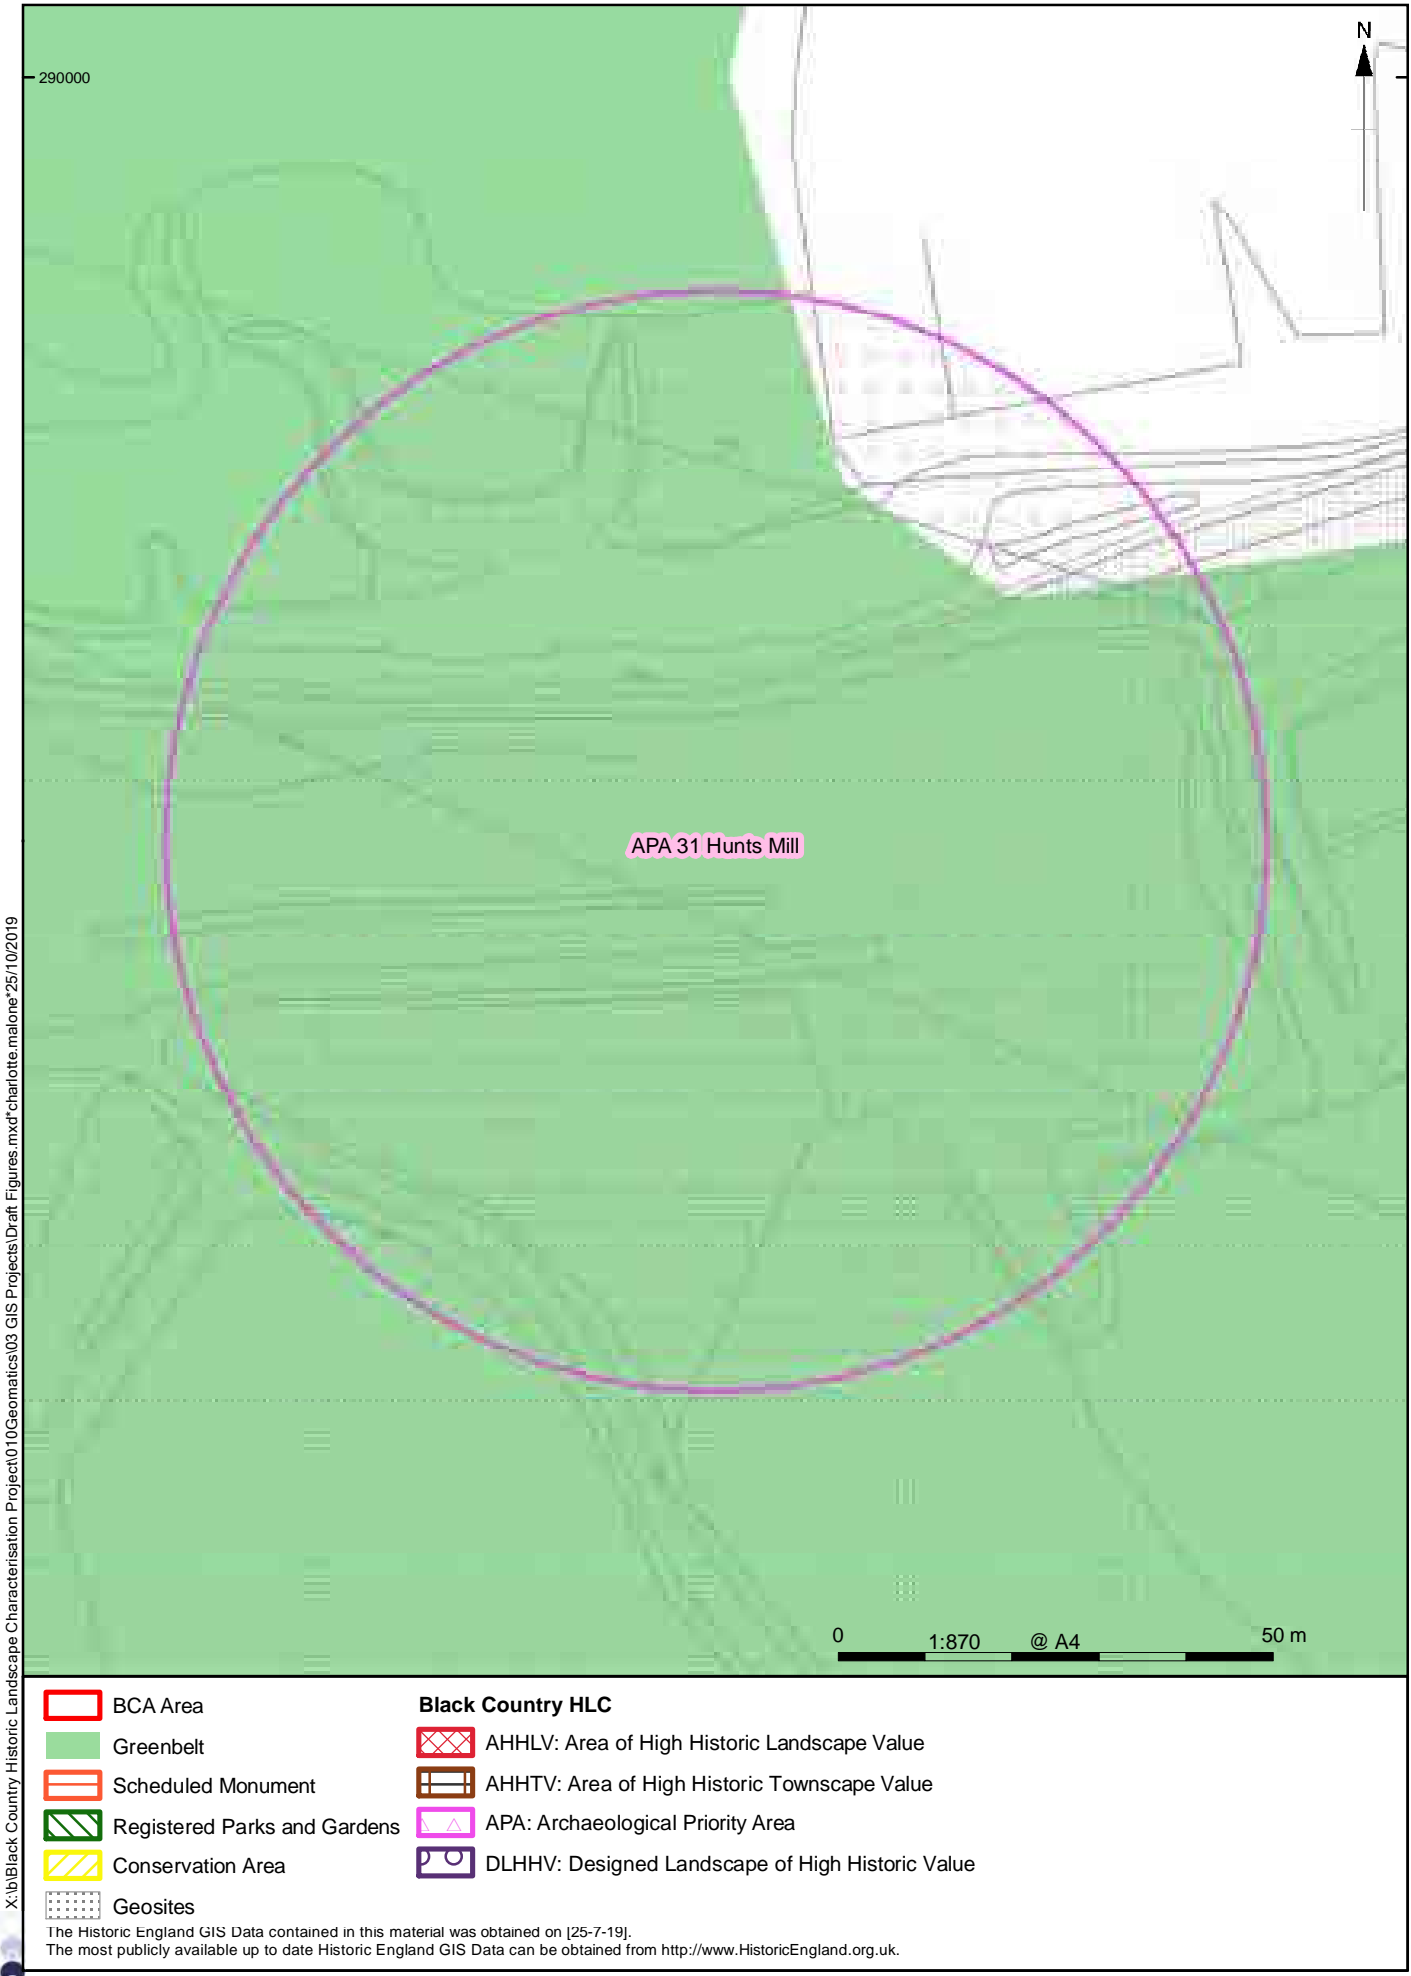 N
290000
APA 31 Hunts Mill
0
1:870
@ A4
50 m
X:\b\Black Country Historic Landscape Characterisation Project\010Geomatics\03 GIS Projects\Draft Figures.mxd*charlotte.malone*25/10/2019
BCA Area
Greenbelt
Scheduled Monument
Registered Parks and Gardens
Conservation Area
Geosites
Black Country HLC
AHHLV: Area of High Historic Landscape Value
AHHTV: Area of High Historic Townscape Value
APA: Archaeological Priority Area
DLHHV: Designed Landscape of High Historic Value
The Historic England GIS Data contained in this material was obtained on [25-7-19].
The most publicly available up to date Historic England GIS Data can be obtained from http://www.HistoricEngland.org.uk.